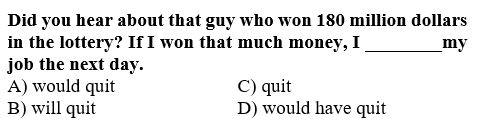 Did you hear about that guy who won 180 million dollars
in the lottery? If I won that much money, I ________my
job the next day.
A) would quit C) quit
B) will quit D) would have quit